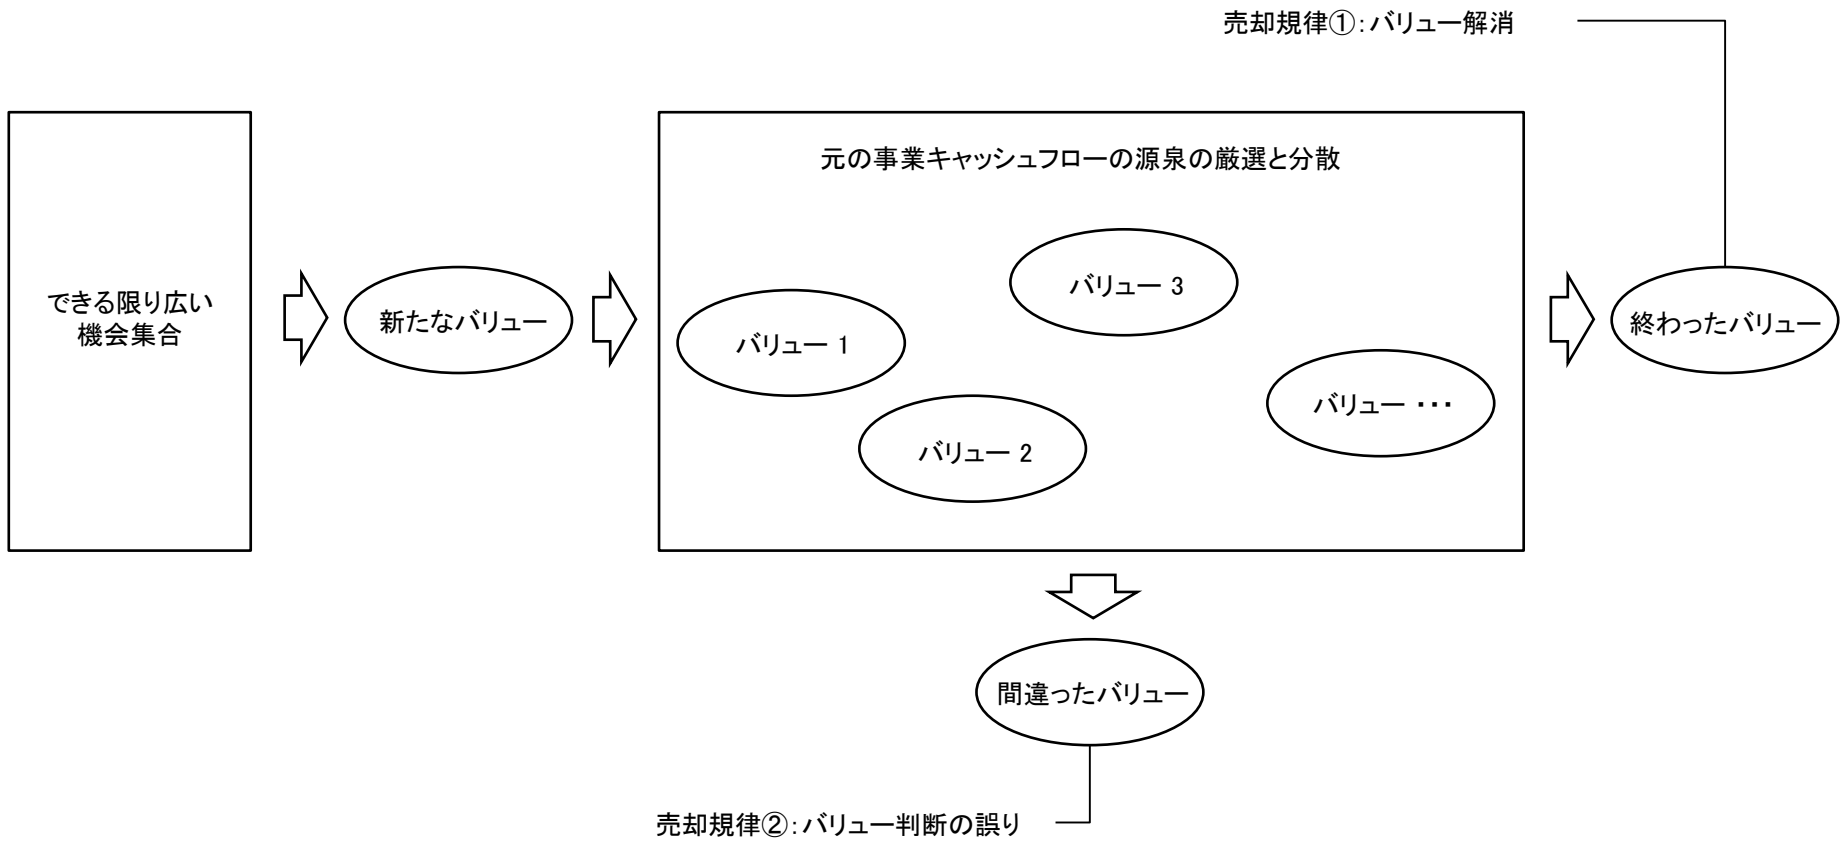 売却規律①:バリュー解消
元の事業キャッシュフローの源泉の厳選と分散
できる限り広い
機会集合
新たなバリュー
バリュー 1
バリュー 2
バリュー 3
バリュー ・・・
終わったバリュー
間違ったバリュー
売却規律②:バリュー判断の誤り